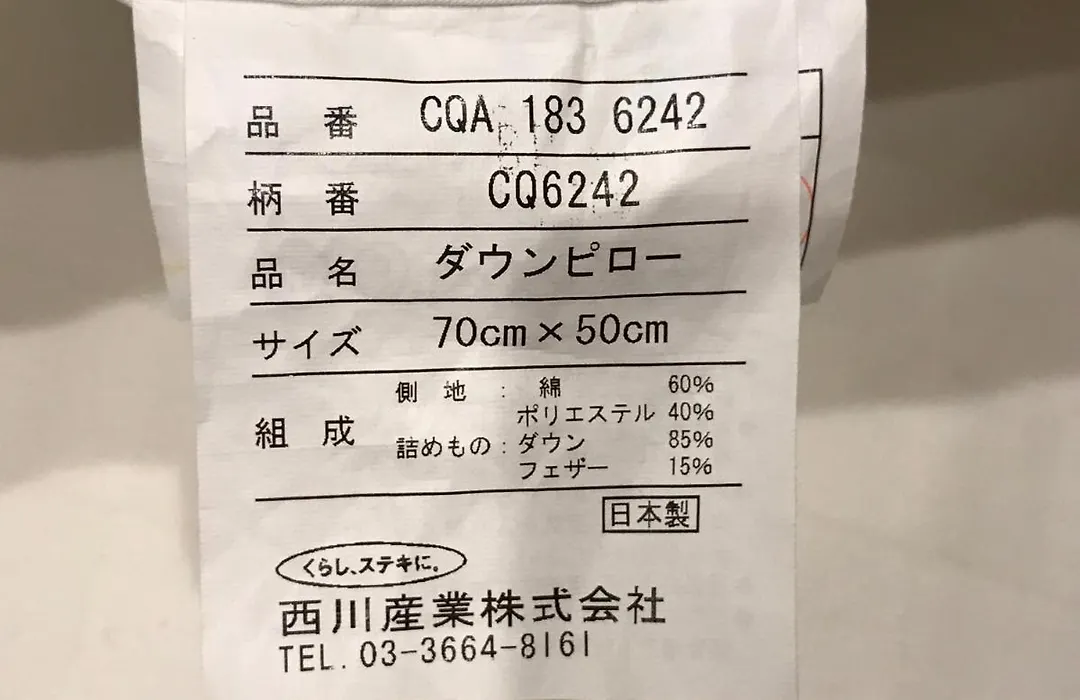 品番 CQA 183 6242
柄番 CQ6242
品名 ダウンピロー
サイズ 70cm×50cm
組成 側地: 綿 60%
ポリエステル 40%
詰めもの: ダウン 85%
フェザー 15%
日本製
くらし、ステキに。
西川産業株式会社
TEL. 03-3664-8161